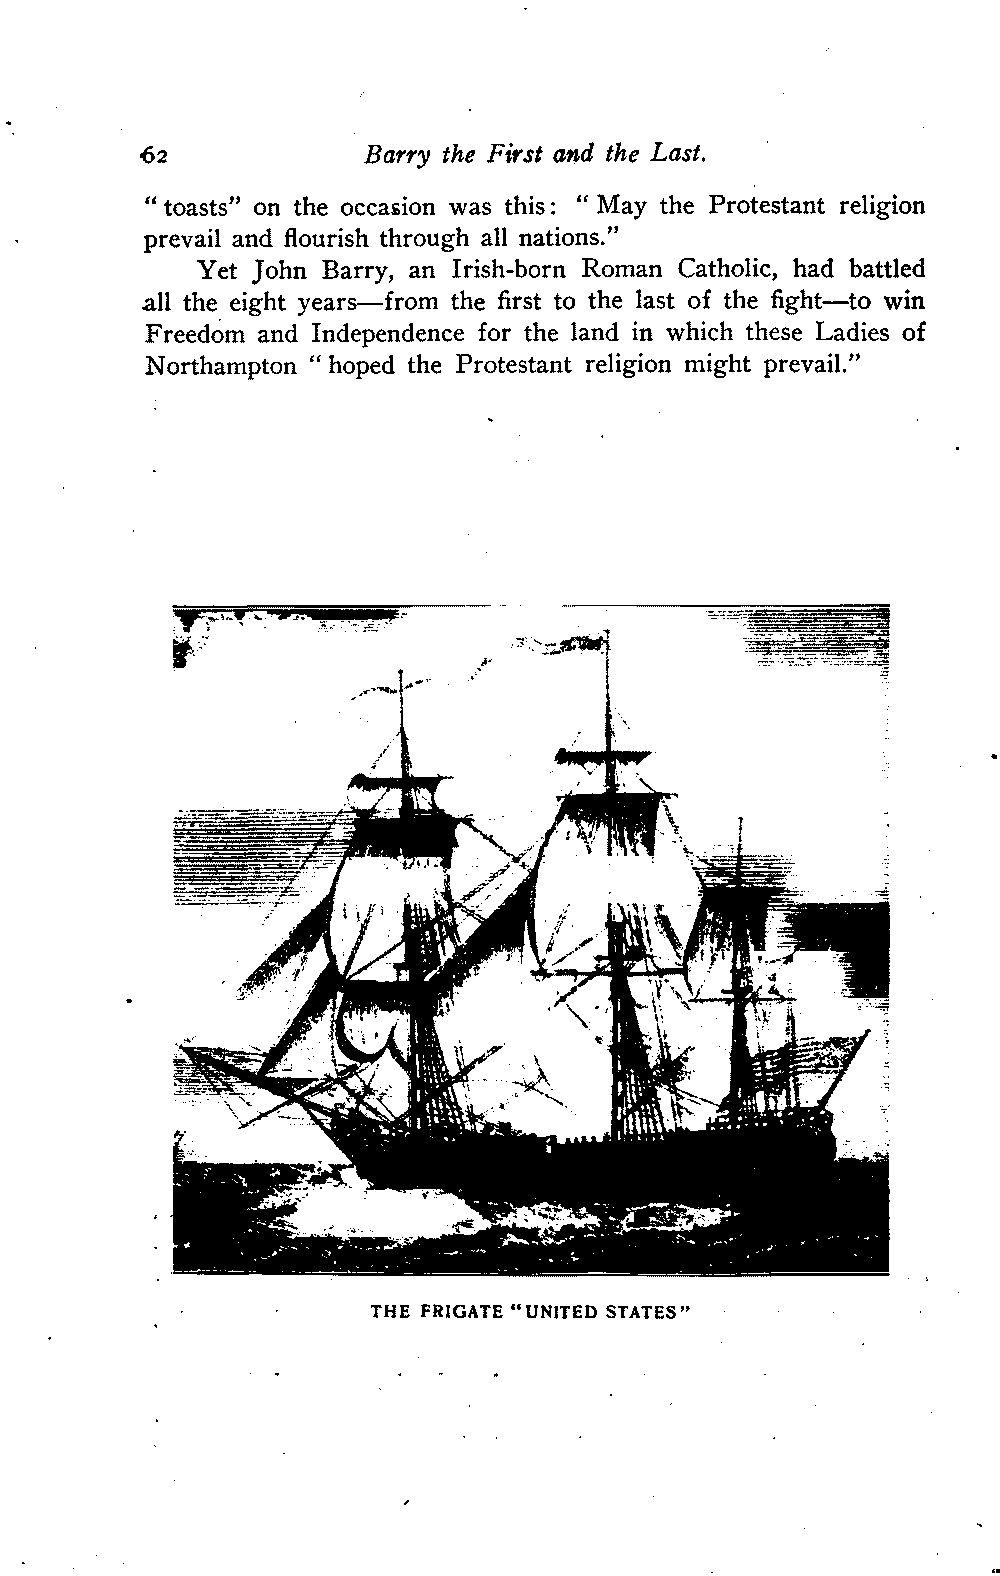 62 Barry the First and the Last.
“toasts” on the occasion was this: “May the Protestant religion
prevail and flourish through all nations.”
Yet John Barry, an Irish-born Roman Catholic, had battled
all the eight years—from the first to the last of the fight—to win
Freedom and Independence for the land in which these Ladies of
Northampton “hoped the Protestant religion might prevail.”
THE FRIGATE “UNITED STATES”